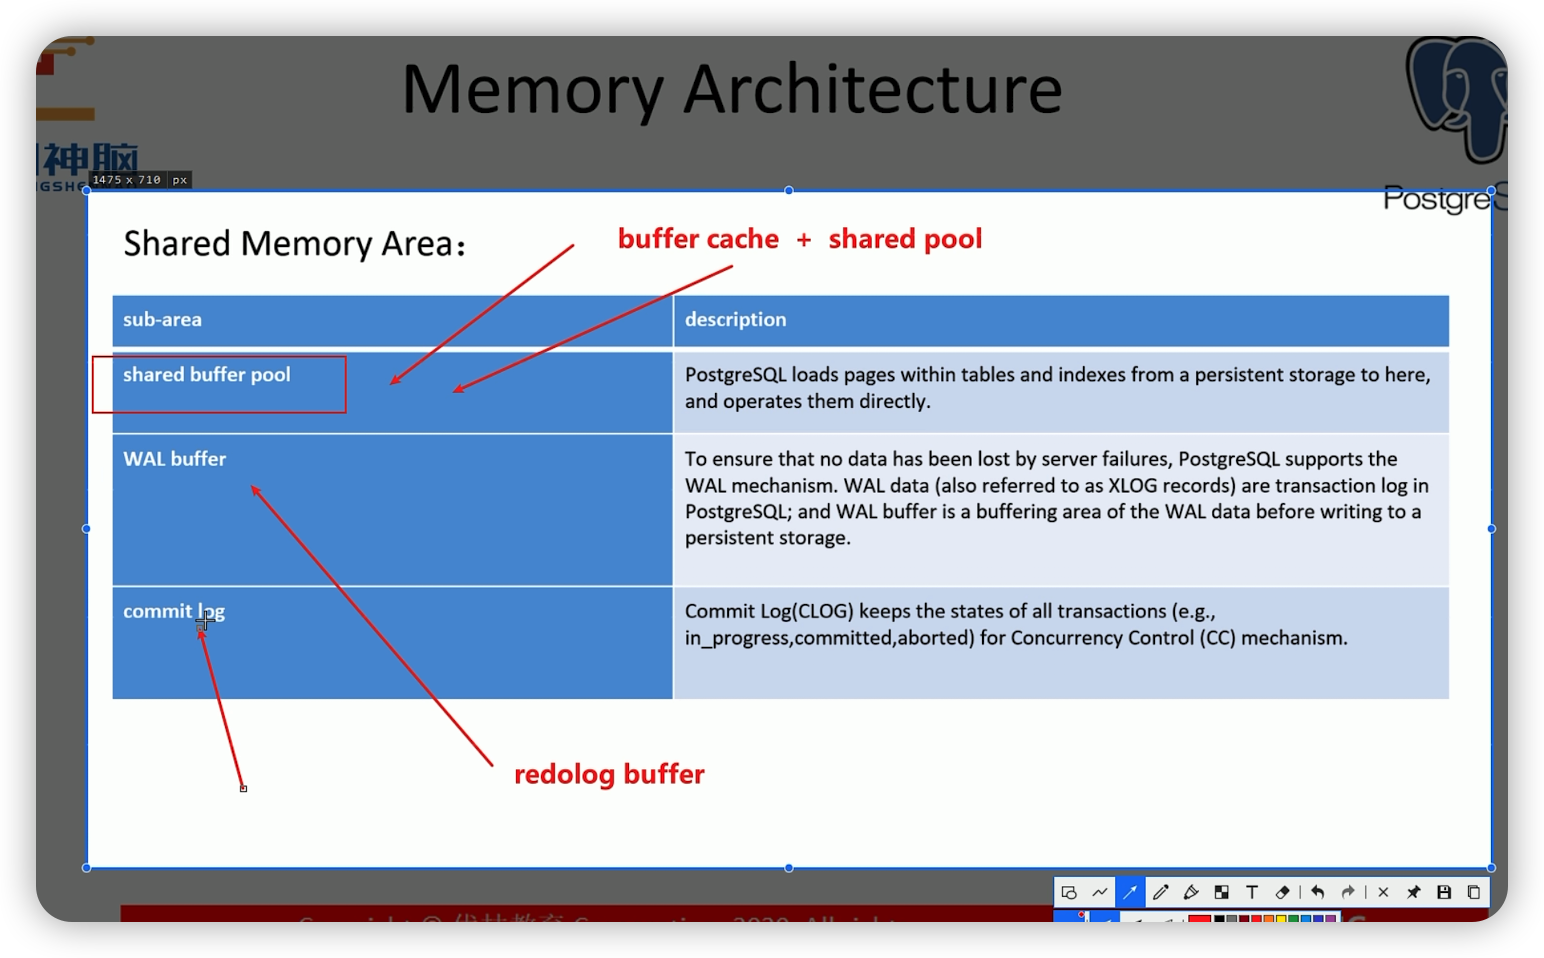 Memory Architecture
神脑
PostgreS
1475 x 710 px
Shared Memory Area：
buffer cache + shared pool
sub-area
description
shared buffer pool
PostgreSQL loads pages within tables and indexes from a persistent storage to here,
and operates them directly.
WAL buffer
To ensure that no data has been lost by server failures, PostgreSQL supports the
WAL mechanism. WAL data (also referred to as XLOG records) are transaction log in
PostgreSQL; and WAL buffer is a buffering area of the WAL data before writing to a
persistent storage.
commit log
Commit Log(CLOG) keeps the states of all transactions (e.g.,
in_progress,committed,aborted) for Concurrency Control (CC) mechanism.
redolog buffer